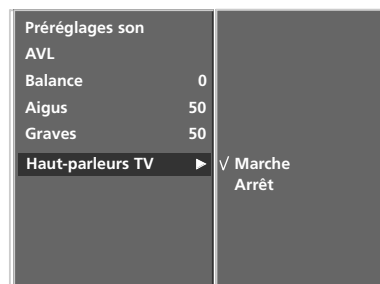 Préréglages son
AVL
Balance 0
Aigus 50
Graves 50
Haut-parleurs TV ▶ √ Marche
Arrêt